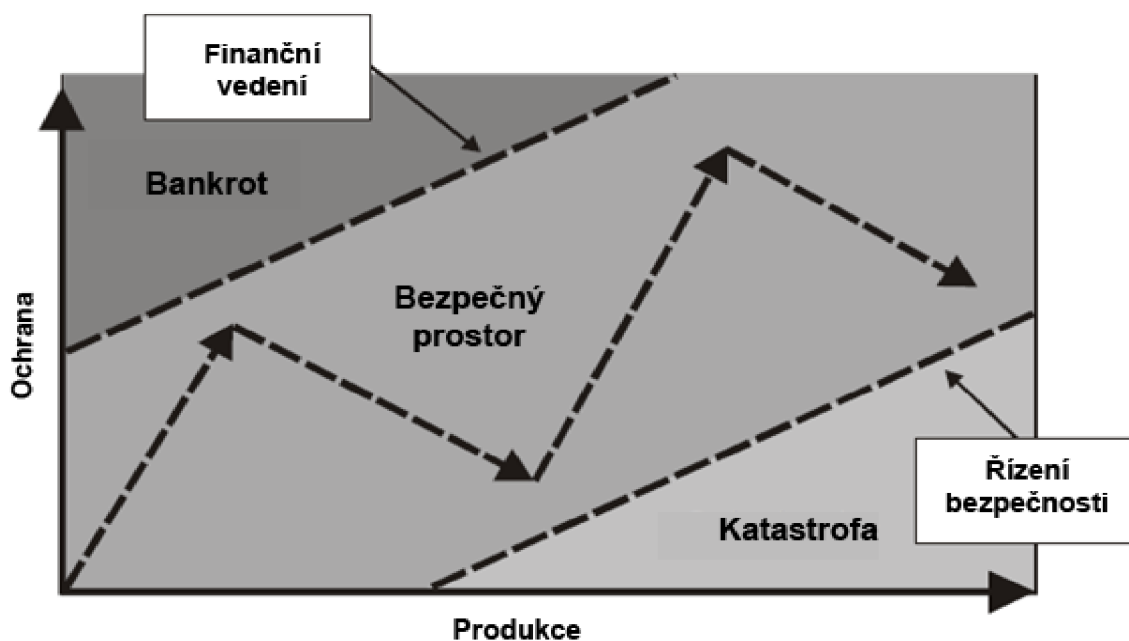 Finanční
vedení
Bankrot
Bezpečný
prostor
Ochrana
Řízení
bezpečnosti
Katastrofa
Produkce